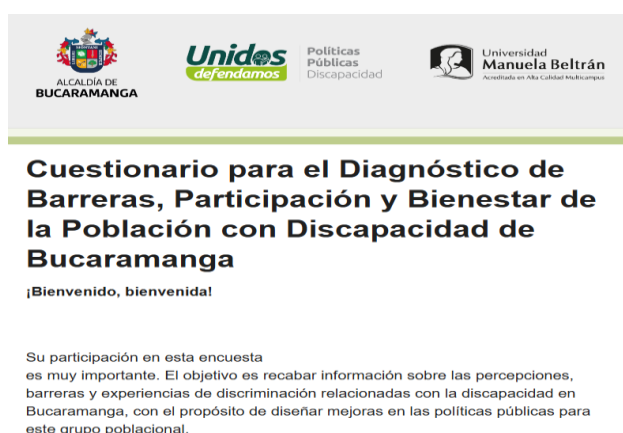 ALCALDÍA DE
BUCARAMANGA
Unidos
defendamos
Políticas
Públicas
Discapacidad
Universidad
Manuela Beltrán
Acreditada en Alta Calidad Multicampus
Cuestionario para el Diagnóstico de
Barreras, Participación y Bienestar de
la Población con Discapacidad de
Bucaramanga
¡Bienvenido, bienvenida!
Su participación en esta encuesta
es muy importante. El objetivo es recabar información sobre las percepciones,
barreras y experiencias de discriminación relacionadas con la discapacidad en
Bucaramanga, con el propósito de diseñar mejoras en las políticas públicas para
este grupo poblacional.